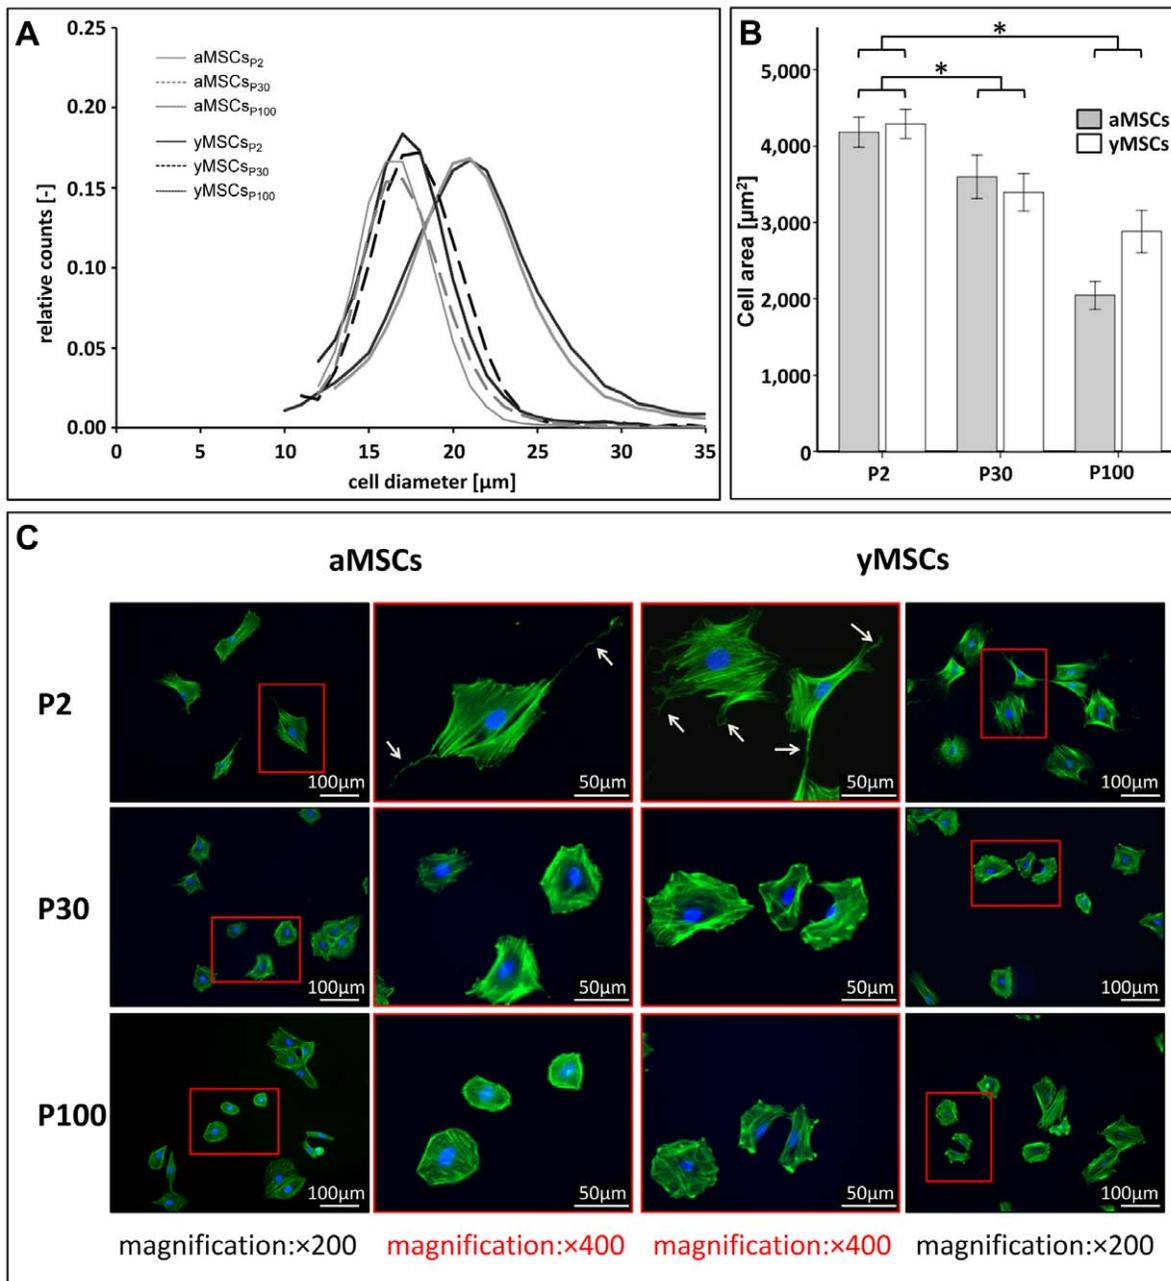 A
0.25
0.20
0.15
0.10
0.05
0.00
relative counts [-]
aMSCsP2
aMSCsP30
aMSCsP100
yMSCsP2
yMSCsP30
yMSCsP100
0 5 10 15 20 25 30 35
cell diameter [µm]
B
*
*
5,000
4,000
3,000
2,000
1,000
0
Cell area [µm²]
aMSCs
yMSCs
P2 P30 P100
C
aMSCs yMSCs
P2
100µm 50µm 50µm 100µm
P30
100µm 50µm 50µm 100µm
P100
100µm 50µm 50µm 100µm
magnification:×200 magnification:×400 magnification:×400 magnification:×200